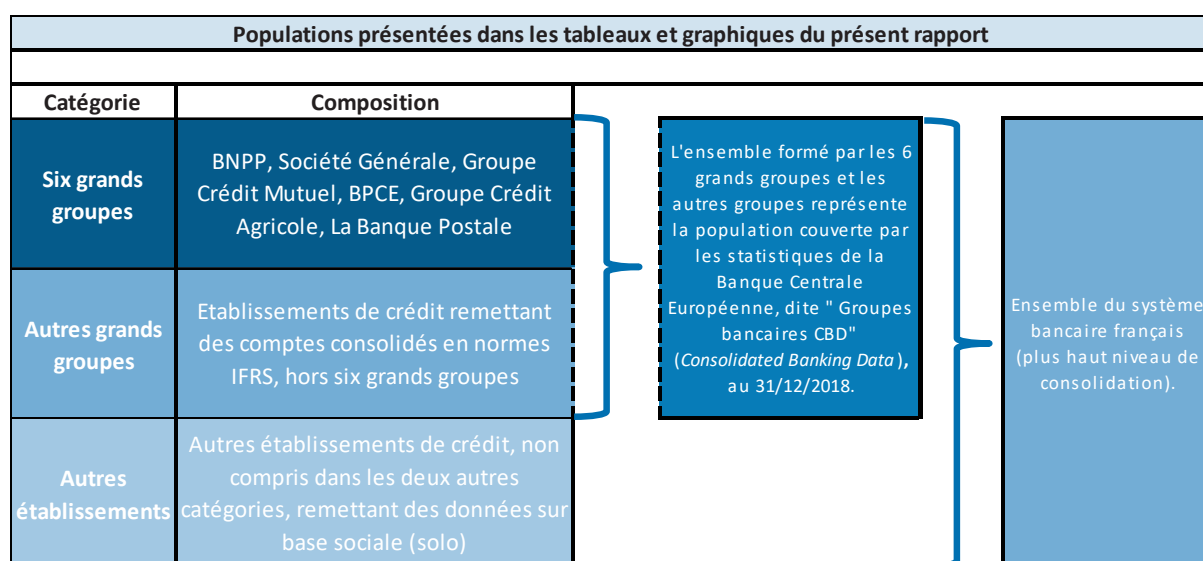 Populations présentées dans les tableaux et graphiques du présent rapport
Catégorie
Composition
Six grands
groupes
BNPP, Société Générale, Groupe
Crédit Mutuel, BPCE, Groupe Crédit
Agricole, La Banque Postale
Autres grands
groupes
Etablissements de crédit remettant
des comptes consolidés en normes
IFRS, hors six grands groupes
Autres
établissements
Autres établissements de crédit, non
compris dans les deux autres
catégories, remettant des données sur
base sociale (solo)
L'ensemble formé par les 6
grands groupes et les
autres groupes représente
la population couverte par
les statistiques de la
Banque Centrale
Européenne, dite " Groupes
bancaires CBD"
(Consolidated Banking Data ),
au 31/12/2018.
Ensemble du système
bancaire français
(plus haut niveau de
consolidation).